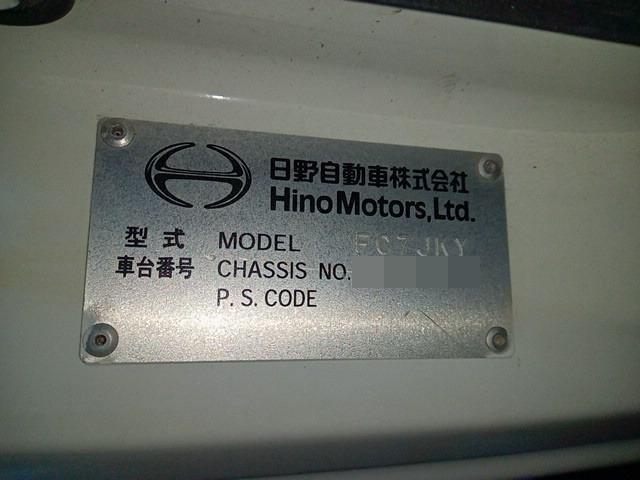 日野自動車株式会社
Hino Motors, Ltd.
型式 MODEL FC7JKY
車台番号 CHASSIS NO.
P. S. CODE